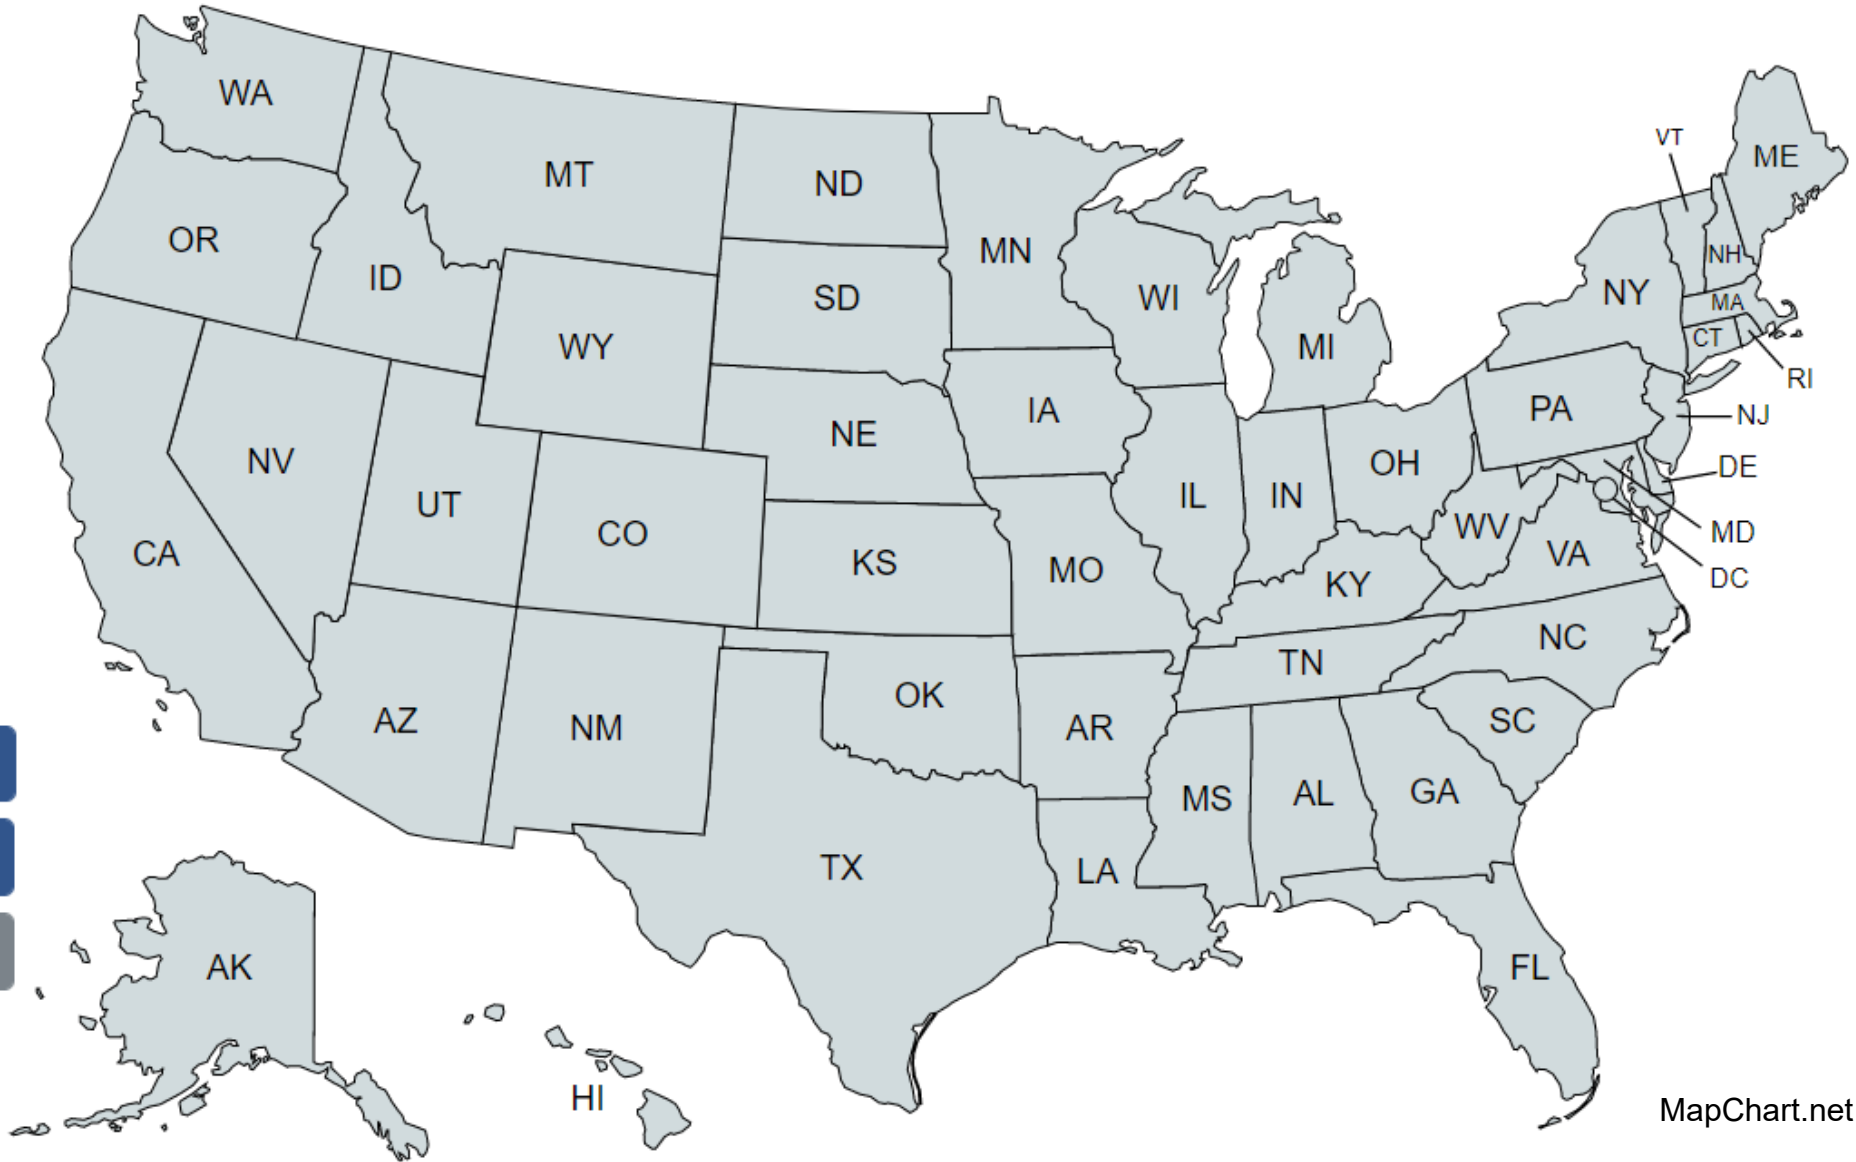 WA
MT
ND
MN
VT
ME
OR
ID
SD
WI
NH
NY
MA
WY
MI
CT
RI
IA
PA
NJ
NE
NV
UT
CO
IL
IN
OH
DE
WV
MD
CA
KS
MO
KY
VA
DC
NC
TN
AZ
NM
OK
AR
SC
MS
AL
GA
TX
LA
AK
FL
HI
MapChart.net